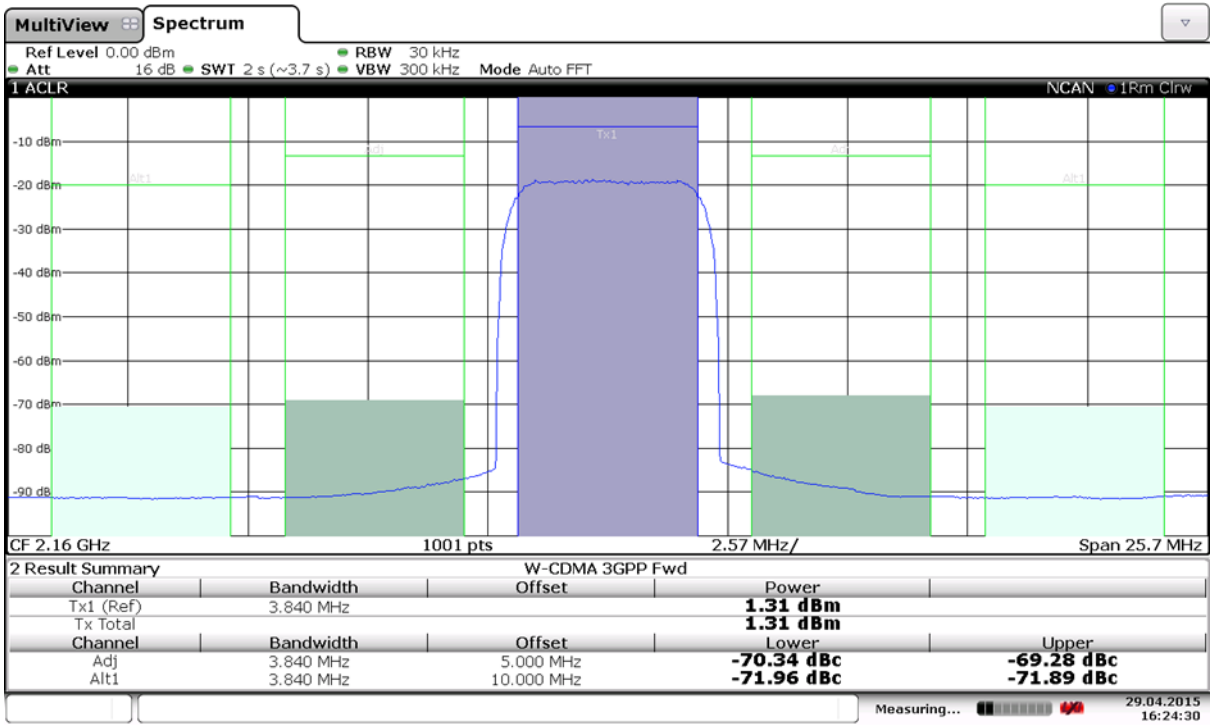 MultiView Spectrum
Ref Level 0.00 dBm RBW 30 kHz
Att 16 dB SWT 2 s (~3.7 s) VBW 300 kHz Mode Auto FFT
1 ACLR NCAN 1Rm Clrw
Tx1
-10 dBm
Adj Adj
Alt1 Alt1
-20 dBm
-30 dBm
-40 dBm
-50 dBm
-60 dBm
-70 dBm
-80 dB
-90 dB
CF 2.16 GHz 1001 pts 2.57 MHz/ Span 25.7 MHz
2 Result Summary W-CDMA 3GPP Fwd
Channel Bandwidth Offset Power
Tx1 (Ref) 3.840 MHz 1.31 dBm
Tx Total 1.31 dBm
Channel Bandwidth Offset Lower Upper
Adj 3.840 MHz 5.000 MHz -70.34 dBc -69.28 dBc
Alt1 3.840 MHz 10.000 MHz -71.96 dBc -71.89 dBc
Measuring... 29.04.2015
16:24:30